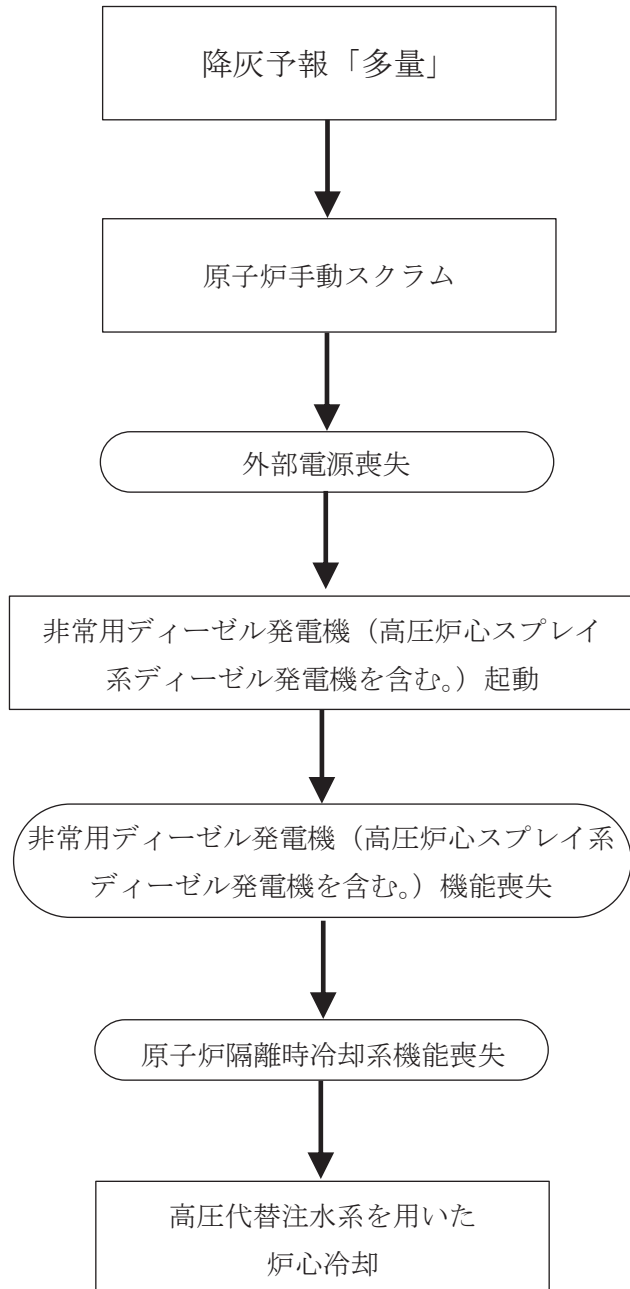 降灰予報「多量」
原子炉手動スクラム
外部電源喪失
非常用ディーゼル発電機（高圧炉心スプレイ
系ディーゼル発電機を含む。）起動
非常用ディーゼル発電機（高圧炉心スプレイ系
ディーゼル発電機を含む。）機能喪失
原子炉隔離時冷却系機能喪失
高圧代替注水系を用いた
炉心冷却